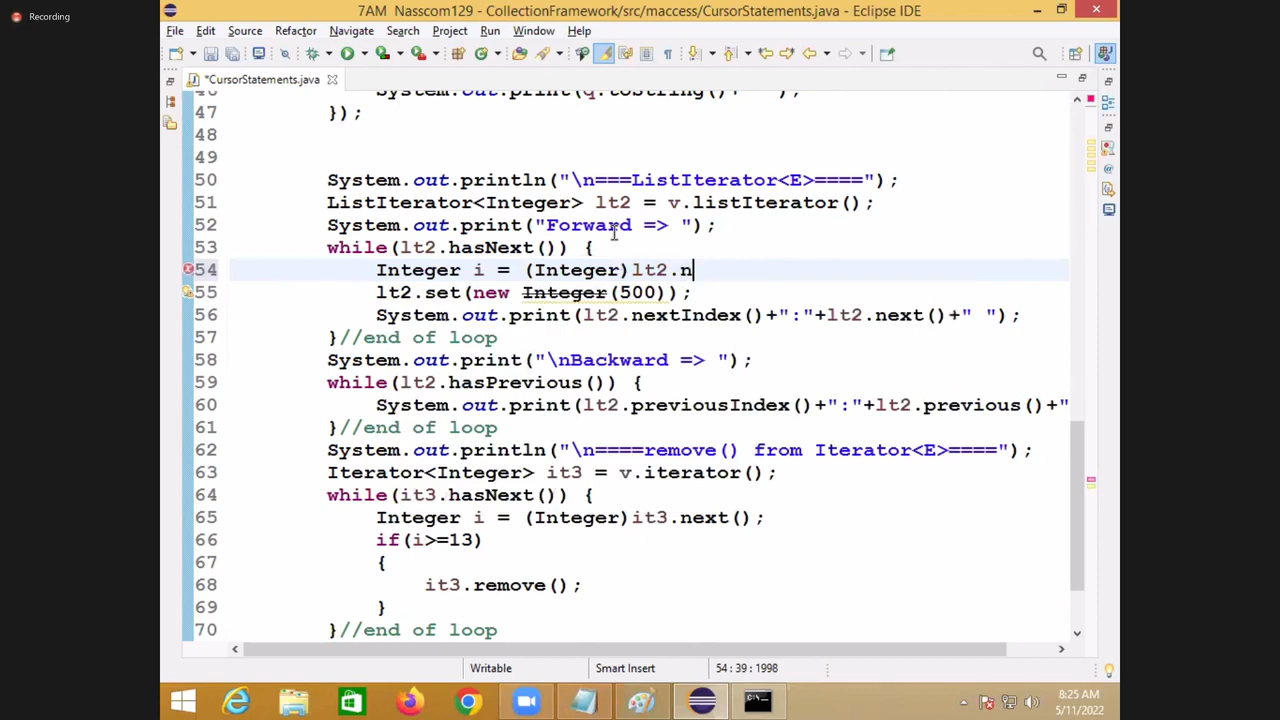 Recording
7AM Nasscom129 - CollectionFramework/src/maccess/CursorStatements.java - Eclipse IDE
File Edit Source Refactor Navigate Search Project Run Window Help
*CursorStatements.java
46 System.out.print(q.toString()+" ");
47 });
48
49
50 System.out.println("\n===ListIterator<E>====");
51 ListIterator<Integer> lt2 = v.listIterator();
52 System.out.print("Forward => ");
53 while(lt2.hasNext()) {
54 Integer i = (Integer)lt2.n
55 lt2.set(new Integer(500));
56 System.out.print(lt2.nextIndex()+":"+lt2.next()+" ");
57 }//end of loop
58 System.out.print("\nBackward => ");
59 while(lt2.hasPrevious()) {
60 System.out.print(lt2.previousIndex()+":"+lt2.previous()+"
61 }//end of loop
62 System.out.println("\n====remove() from Iterator<E>====");
63 Iterator<Integer> it3 = v.iterator();
64 while(it3.hasNext()) {
65 Integer i = (Integer)it3.next();
66 if(i>=13)
67 {
68 it3.remove();
69 }
70 }//end of loop
Writable Smart Insert 54 : 39 : 1998
8:25 AM
5/11/2022